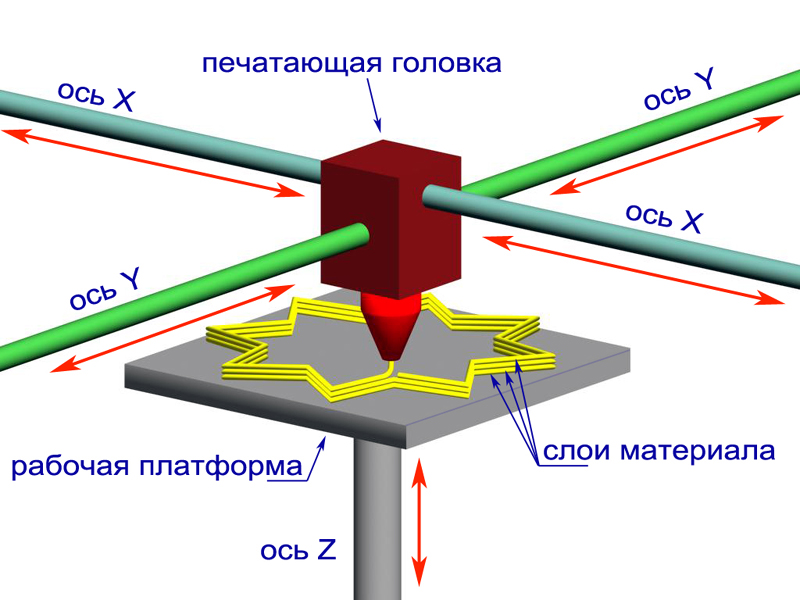 печатающая головка
ось X
ось Y
ось X
ось Y
слои материала
рабочая платформа
ось Z